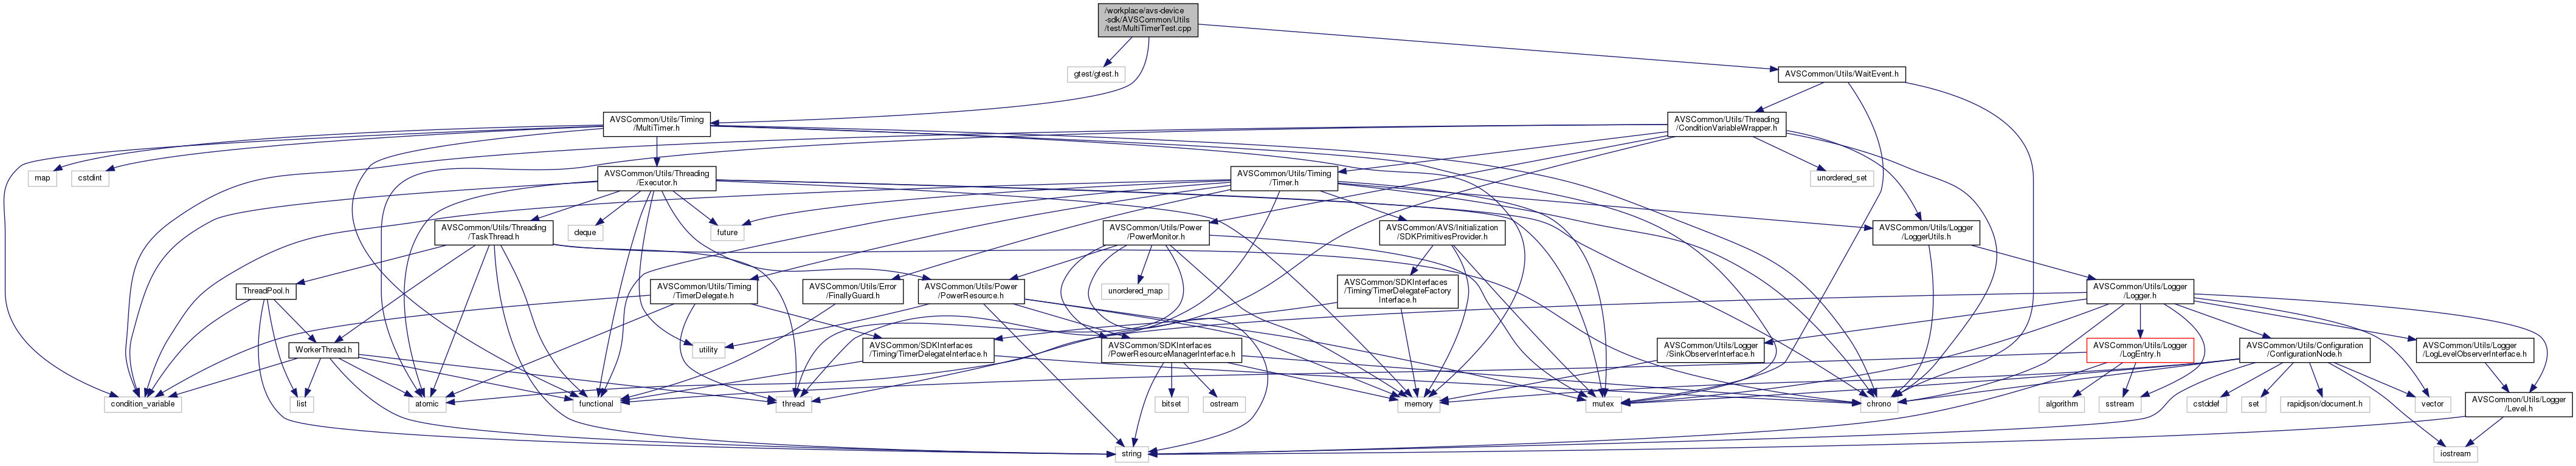 /workplace/avs-device
-sdk/AVSCommon/Utils
/test/MultiTimerTest.cpp
gtest/gtest.h
AVSCommon/Utils/WaitEvent.h
AVSCommon/Utils/Timing
/MultiTimer.h
AVSCommon/Utils/Threading
/ConditionVariableWrapper.h
map
cstdint
AVSCommon/Utils/Threading
/Executor.h
AVSCommon/Utils/Timing
/Timer.h
unordered_set
AVSCommon/Utils/Threading
/TaskThread.h
deque
future
AVSCommon/Utils/Power
/PowerMonitor.h
AVSCommon/AVS/Initialization
/SDKPrimitivesProvider.h
AVSCommon/Utils/Logger
/LoggerUtils.h
ThreadPool.h
AVSCommon/Utils/Timing
/TimerDelegate.h
AVSCommon/Utils/Error
/FinallyGuard.h
AVSCommon/Utils/Power
/PowerResource.h
unordered_map
AVSCommon/SDKInterfaces
/Timing/TimerDelegateFactory
Interface.h
AVSCommon/Utils/Logger
/Logger.h
WorkerThread.h
utility
AVSCommon/SDKInterfaces
/Timing/TimerDelegateInterface.h
AVSCommon/SDKInterfaces
/PowerResourceManagerInterface.h
AVSCommon/Utils/Logger
/SinkObserverInterface.h
AVSCommon/Utils/Logger
/LogEntry.h
AVSCommon/Utils/Configuration
/ConfigurationNode.h
AVSCommon/Utils/Logger
/LogLevelObserverInterface.h
condition_variable
list
atomic
functional
thread
bitset
ostream
memory
mutex
chrono
algorithm
sstream
cstddef
set
rapidjson/document.h
vector
AVSCommon/Utils/Logger
/Level.h
string
iostream